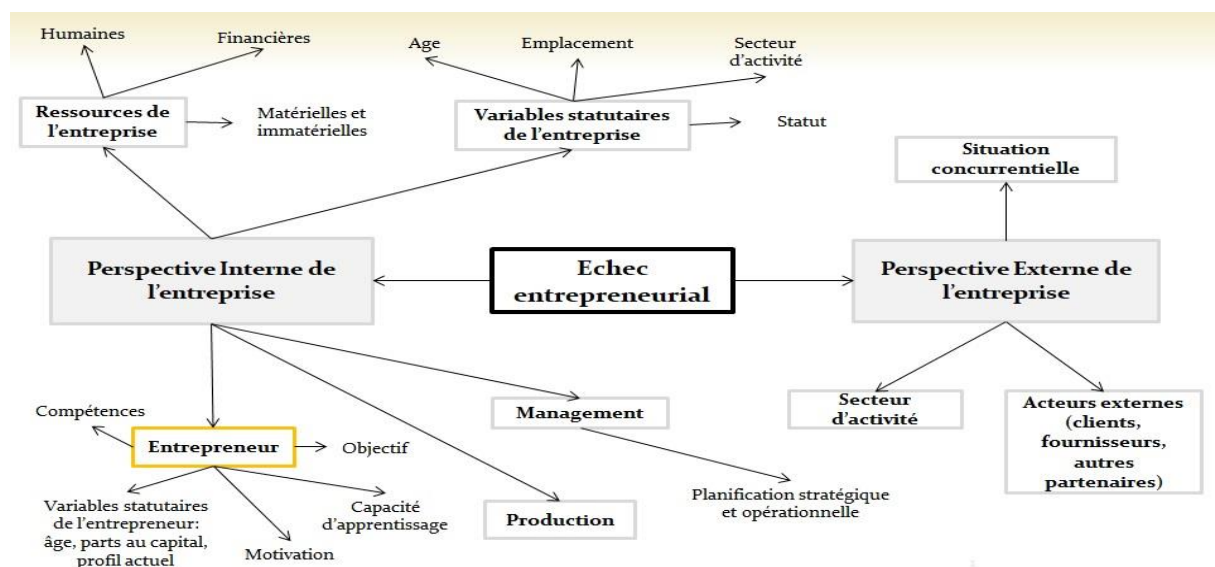 Humaines
Financières
Age
Emplacement
Secteur
d'activité
Ressources de
l'entreprise
Matérielles et
immatérielles
Variables statutaires
de l'entreprise
Statut
Situation
concurrentielle
Perspective Interne de
l'entreprise
Echec
entrepreneurial
Perspective Externe de
l'entreprise
Compétences
Entrepreneur
Objectif
Management
Secteur
d'activité
Acteurs externes
(clients,
fournisseurs,
autres
partenaires)
Variables statutaires
de l'entrepreneur:
âge, parts au capital,
profil actuel
Motivation
Capacité
d'apprentissage
Production
Planification stratégique
et opérationnelle